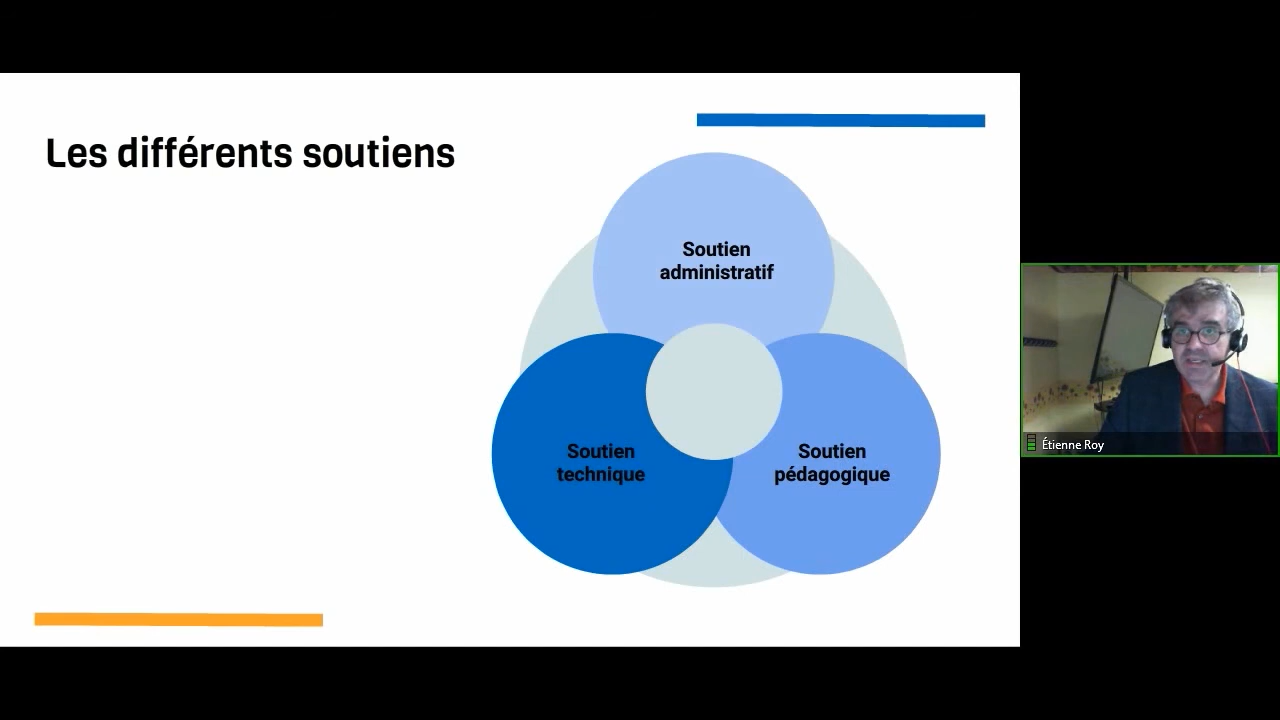 Les différents soutiens
Soutien
administratif
Soutien
technique
Soutien
pédagogique
Étienne Roy